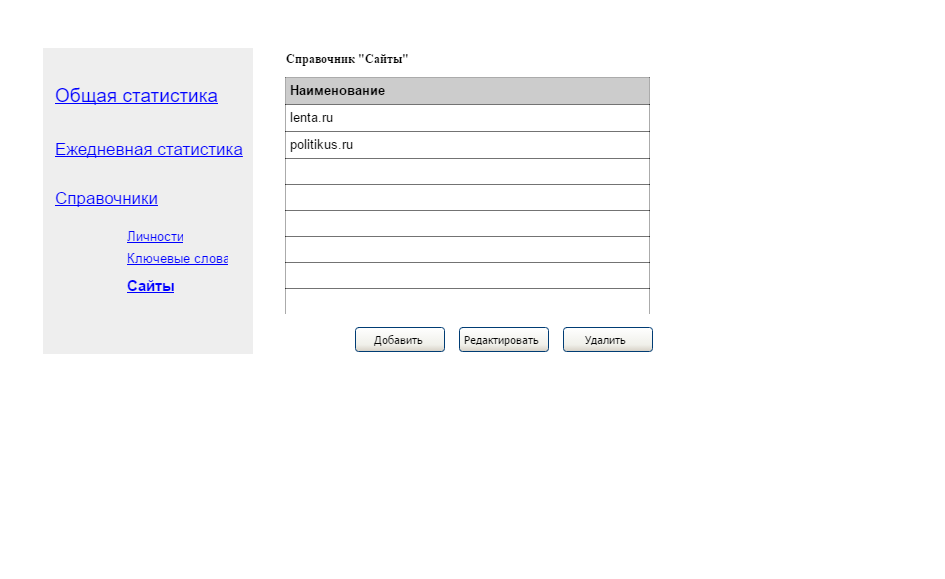 Общая статистика
Ежедневная статистика
Справочники
Личности
Ключевые слова
Сайты
Справочник "Сайты"
Наименование
lenta.ru
politikus.ru
Добавить
Редактировать
Удалить